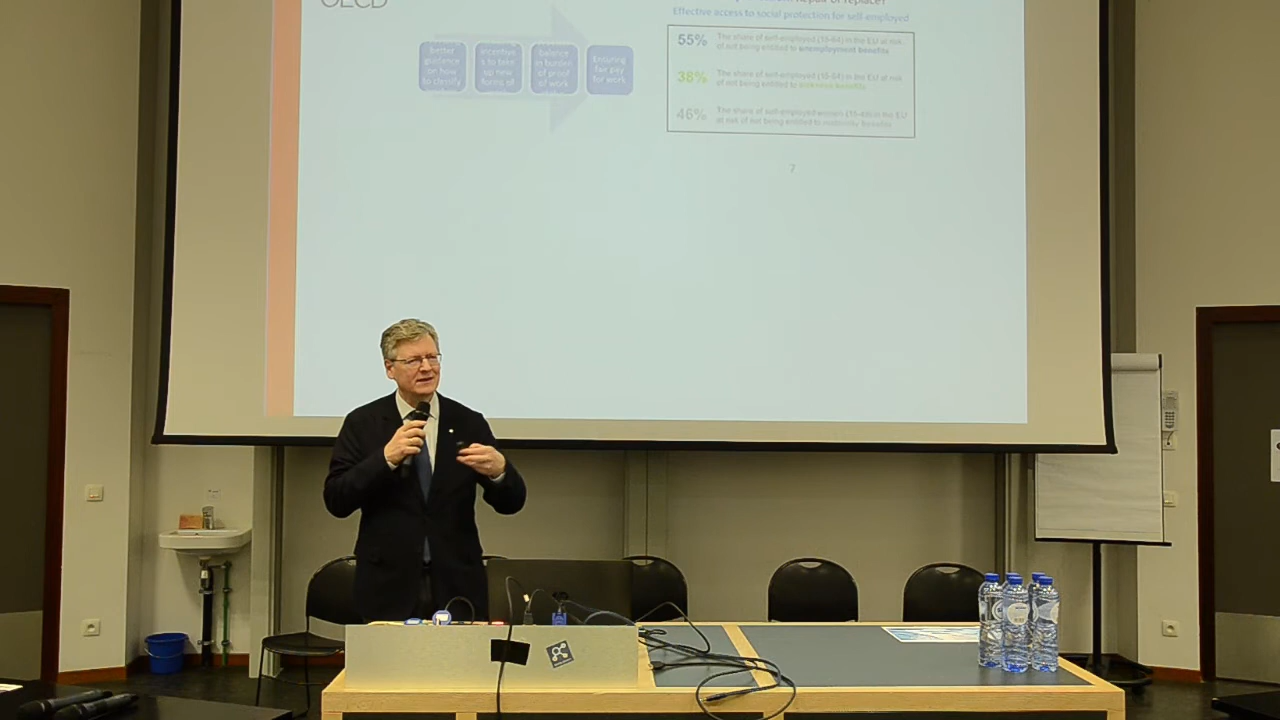 OECD
Repair or replace?
Effective access to social protection for self-employed
better
guidance
on how
to classify
incentive
s to take
up new
forms of
balance
in burden
of proof
of work
Ensuring
fair pay
for work
55% The share of self-employed (15-64) in the EU at risk
of not being entitled to unemployment benefits
38% The share of self-employed (15-64) in the EU at risk
of not being entitled to sickness benefits
46% The share of self-employed women (15-49) in the EU
at risk of not being entitled to maternity benefits
7